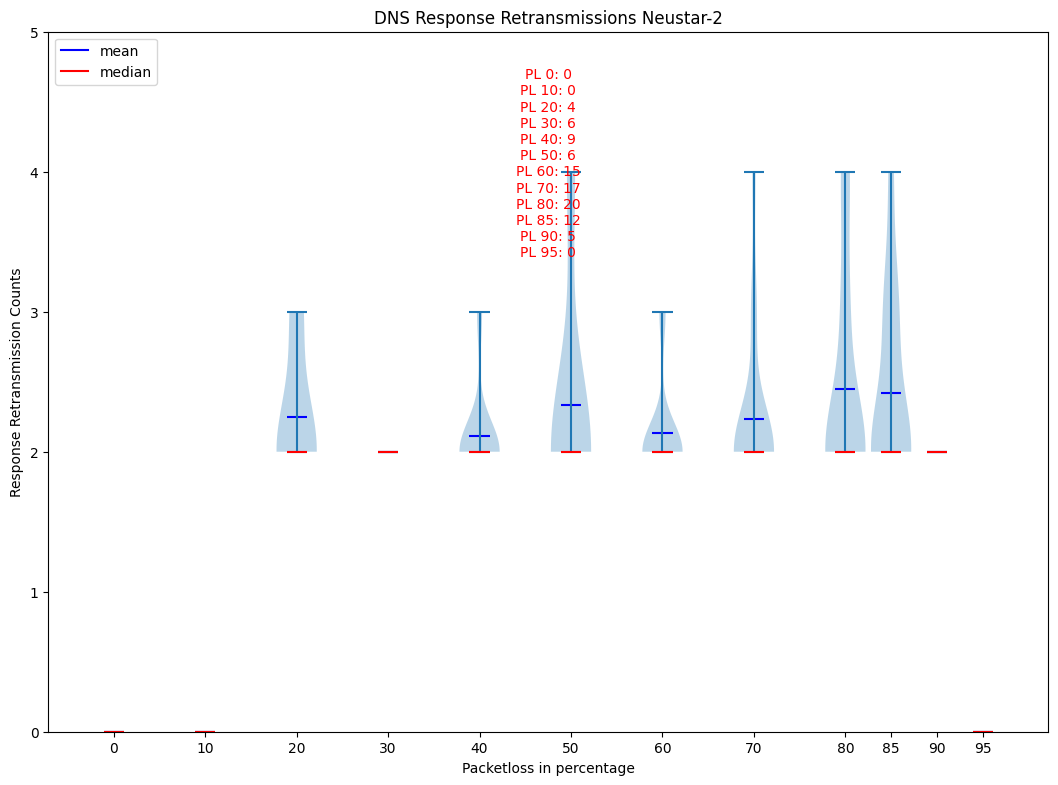 DNS Response Retransmissions Neustar-2
mean
median
PL 0: 0
PL 10: 0
PL 20: 4
PL 30: 6
PL 40: 9
PL 50: 6
PL 60: 15
PL 70: 17
PL 80: 20
PL 85: 12
PL 90: 5
PL 95: 0
Response Retransmission Counts
5
4
3
2
1
0
0 10 20 30 40 50 60 70 80 85 90 95
Packetloss in percentage